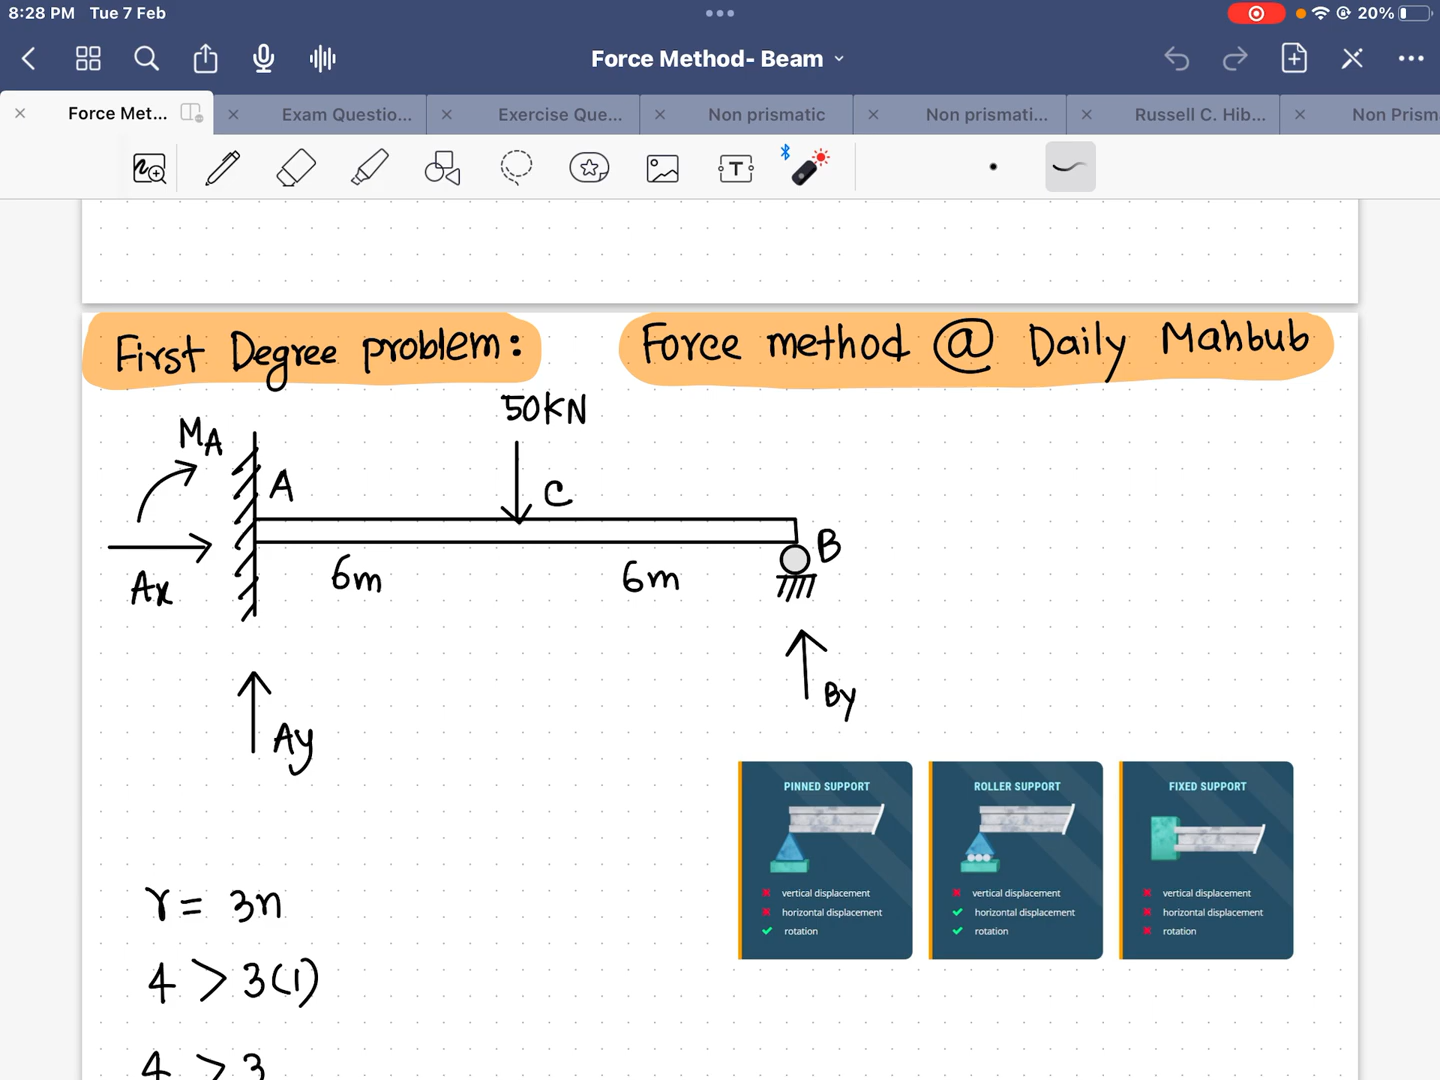 8:28 PM Tue 7 Feb
20%
Force Method- Beam
Force Met...
Exam Questio...
Exercise Que...
Non prismatic
Non prismati...
Russell C. Hib...
Non Prism
T
First Degree problem:
Force method @ Daily Mahbub
50KN
MA
A
C
B
Ax
6m
6m
By
Ay
PINNED SUPPORT
vertical displacement
horizontal displacement
rotation
ROLLER SUPPORT
vertical displacement
horizontal displacement
rotation
FIXED SUPPORT
vertical displacement
horizontal displacement
rotation
r = 3n
4 > 3(1)
4 > 3